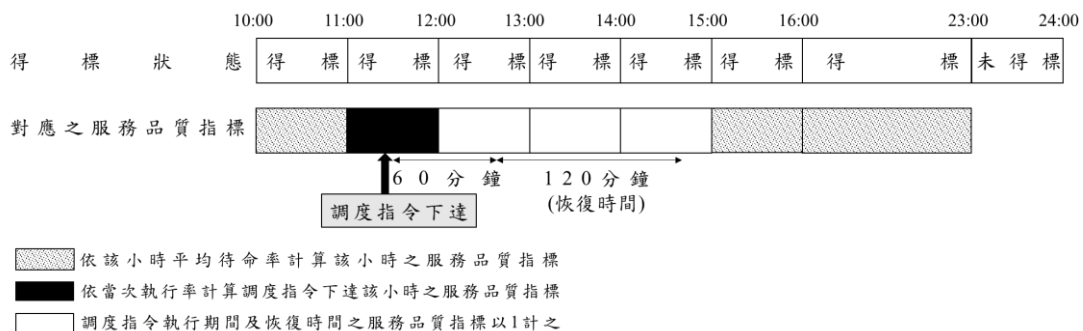 10:00 11:00 12:00 13:00 14:00 15:00 16:00 23:00 24:00
得標狀態 得標 得標 得標 得標 得標 得標 得標 未得標
對應之服務品質指標
60分鐘 120分鐘
(恢復時間)
調度指令下達
依該小時平均待命率計算該小時之服務品質指標
依當次執行率計算調度指令下達該小時之服務品質指標
調度指令執行期間及恢復時間之服務品質指標以1計之